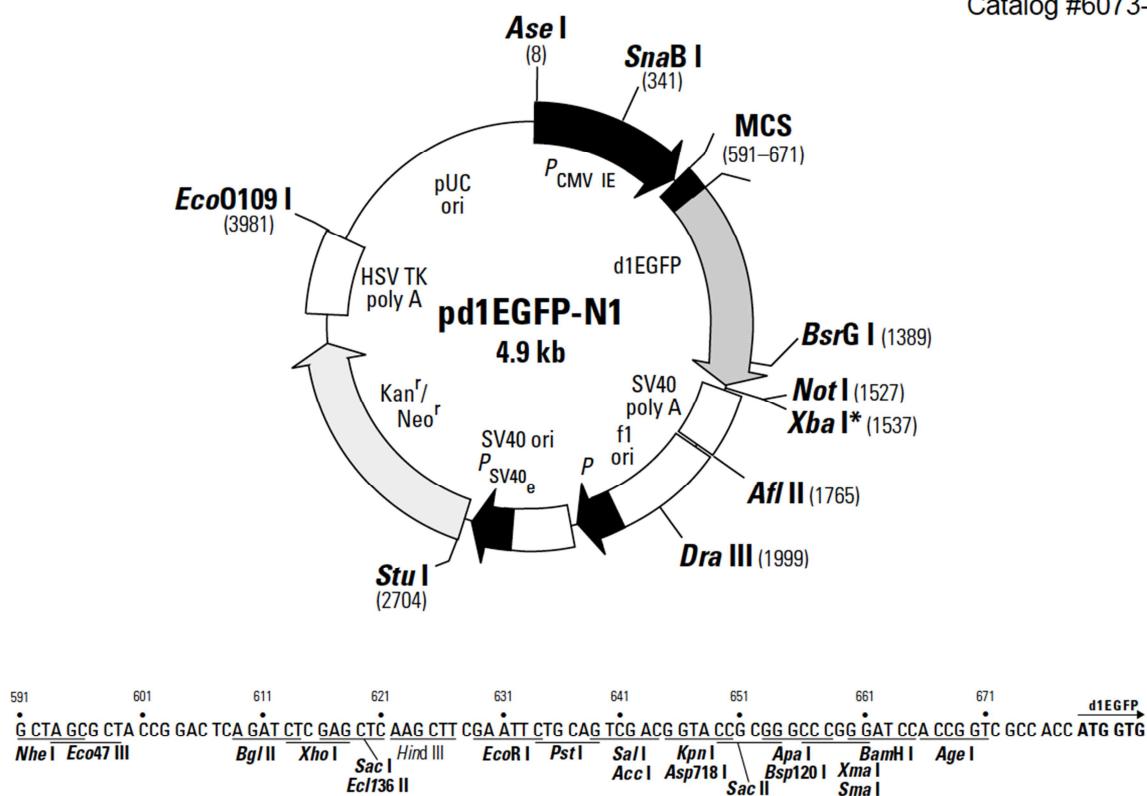 Catalog #6073-
Ase I
(8)
SnaB I
(341)
MCS
(591–671)
P CMV IE
pUC
ori
EcoO109 I
(3981)
d1EGFP
HSV TK
poly A
pd1EGFP-N1
4.9 kb
BsrG I (1389)
Not I (1527)
Xba I* (1537)
SV40
poly A
Kanr/
Neor
f1
ori
SV40 ori
P SV40e
P
Afl II (1765)
Dra III (1999)
Stu I
(2704)
591 601 611 621 631 641 651 661 671 d1EGFP
G CTA GCG CTA CCG GAC TCA GAT CTC GAG CTC AAG CTT CGA ATT CTG CAG TCG ACG GTA CCG CGG GCC CGG GAT CCA CCG GTC GCC ACC ATG GTG
Nhe I Eco47 III Bgl II Xho I Hind III EcoR I Pst I Sal I Kpn I Apa I BamH I Age I
Sac I Acc I Asp718 I Bsp120 I Xma I
Ecl136 II Sac II Sma I